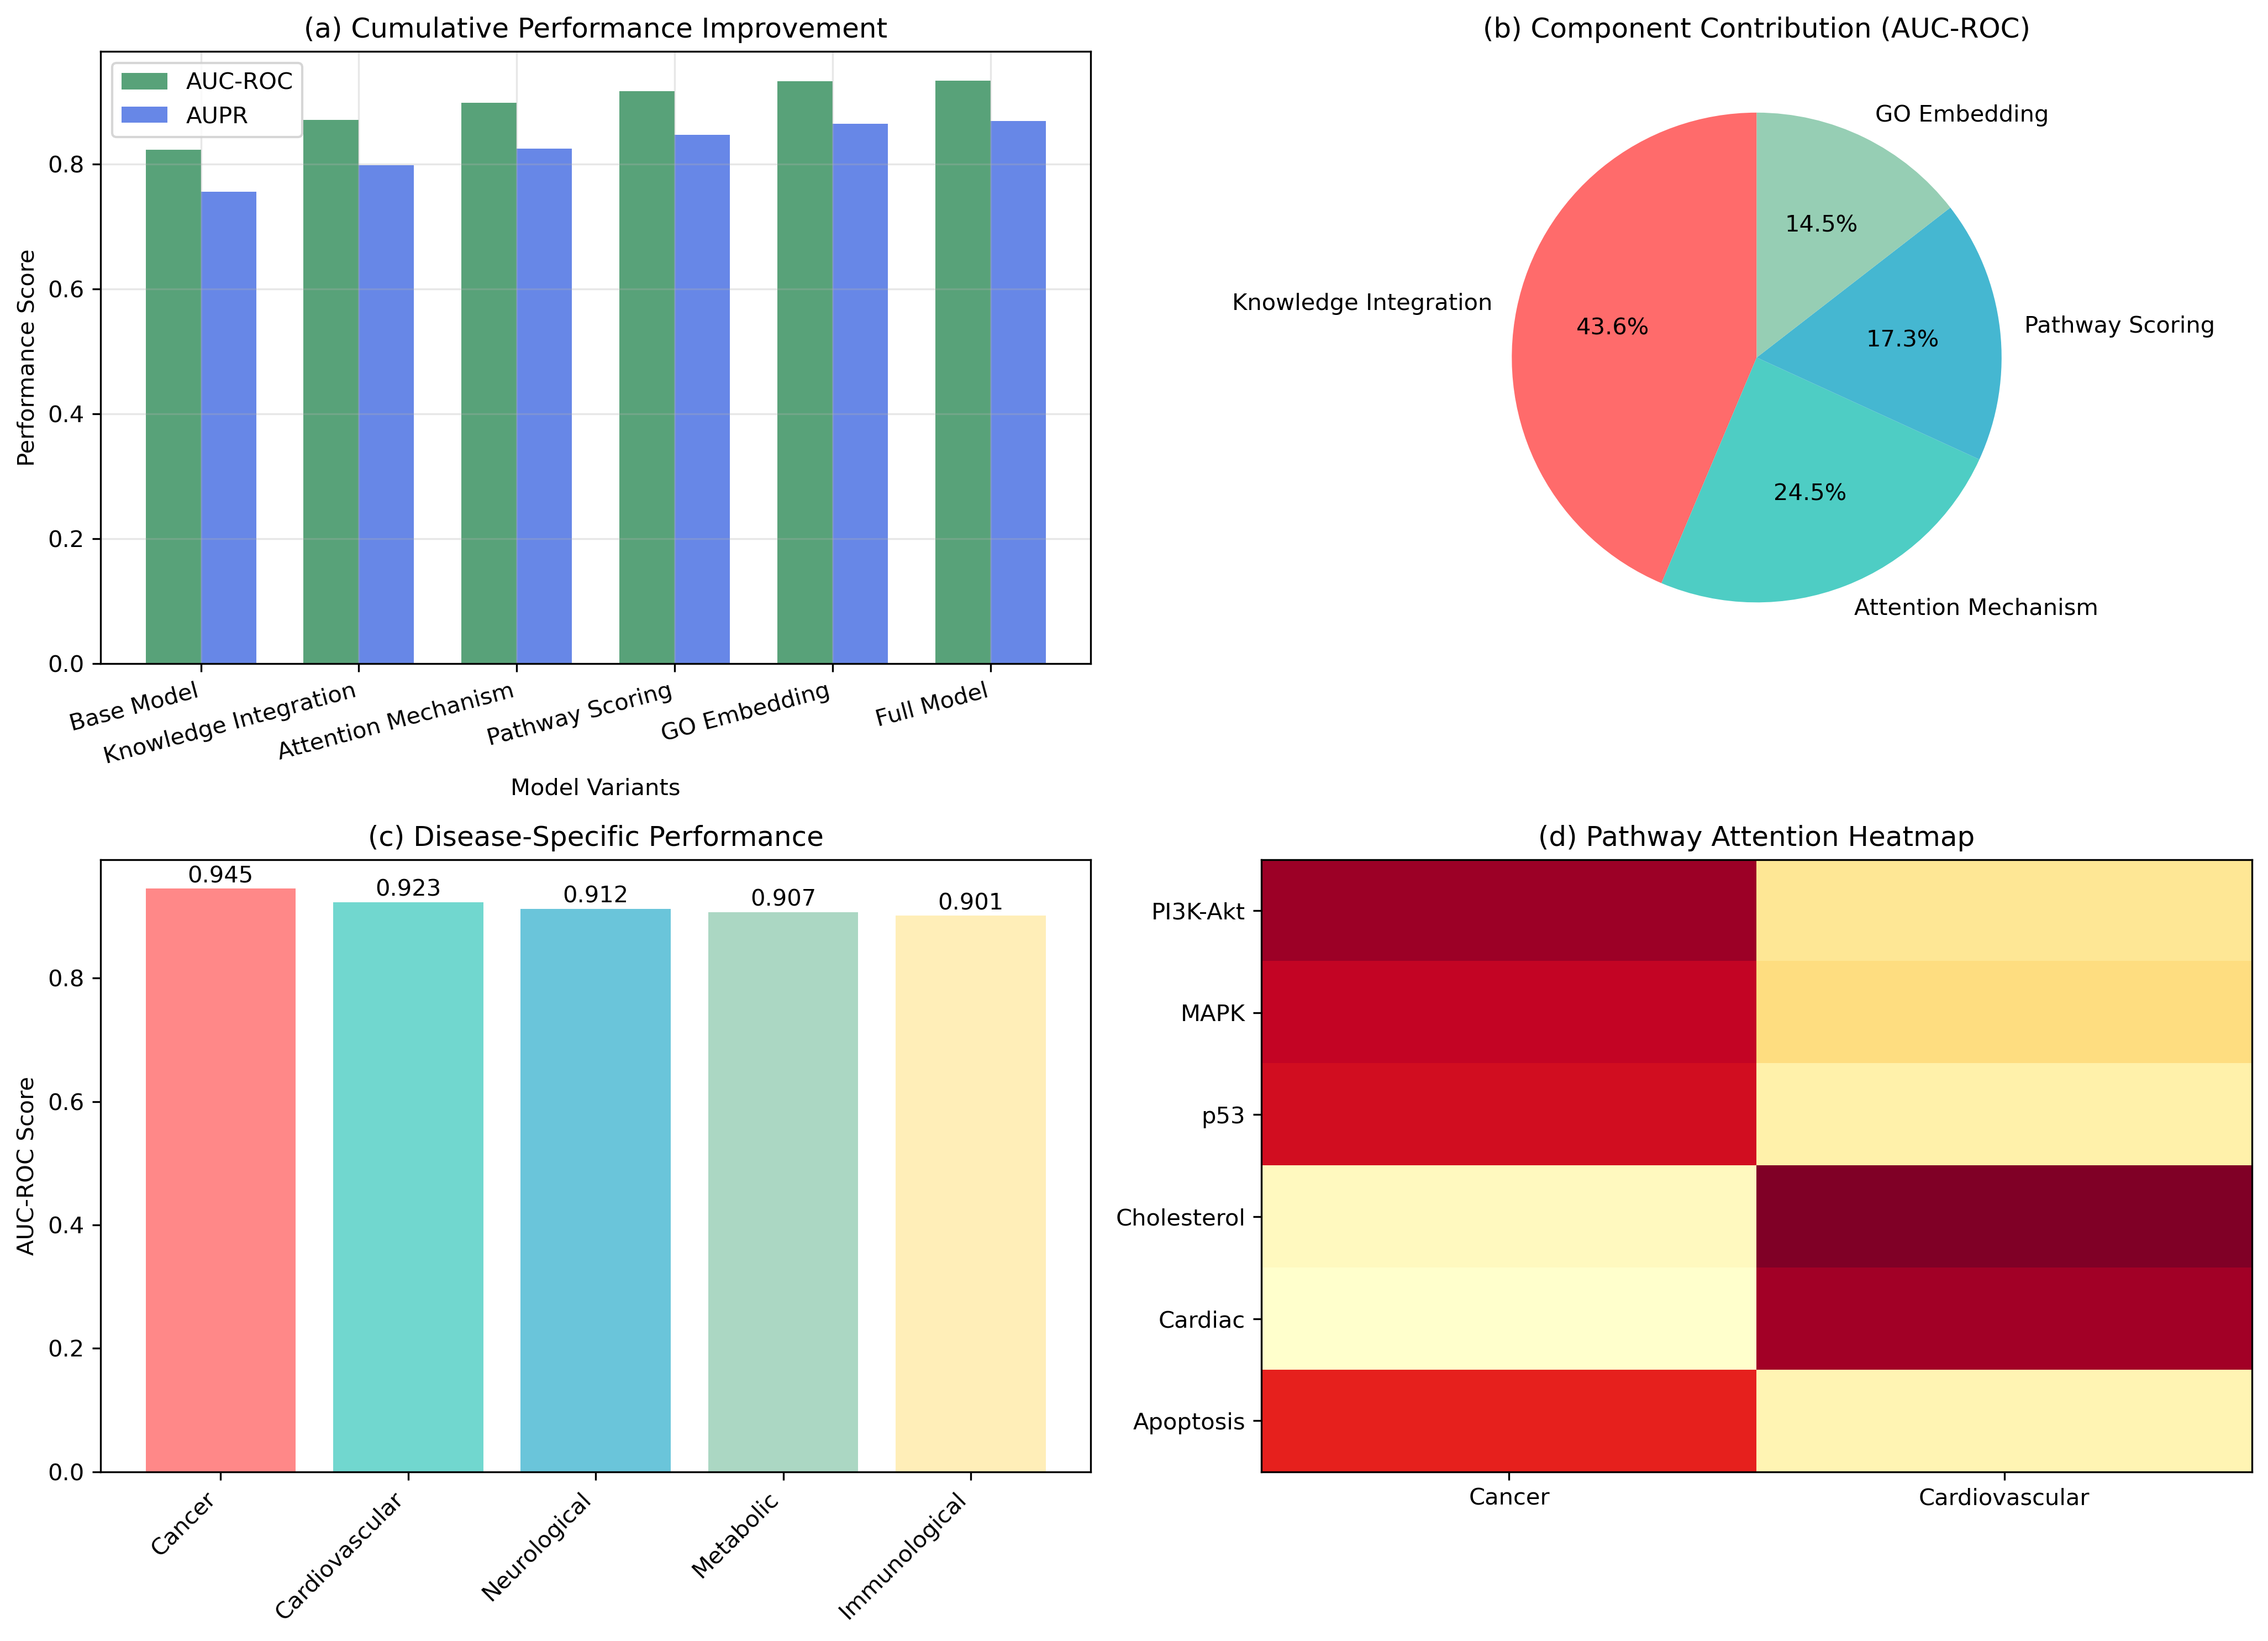 (a) Cumulative Performance Improvement
AUC-ROC
AUPR
Performance Score
0.8
0.6
0.4
0.2
0.0
Base Model
Knowledge Integration
Attention Mechanism
Pathway Scoring
GO Embedding
Full Model
Model Variants
(b) Component Contribution (AUC-ROC)
GO Embedding
14.5%
Knowledge Integration
43.6%
17.3%
Pathway Scoring
24.5%
Attention Mechanism
(c) Disease-Specific Performance
0.945
0.923
0.912
0.907
0.901
AUC-ROC Score
0.8
0.6
0.4
0.2
0.0
Cancer
Cardiovascular
Neurological
Metabolic
Immunological
(d) Pathway Attention Heatmap
PI3K-Akt
MAPK
p53
Cholesterol
Cardiac
Apoptosis
Cancer
Cardiovascular